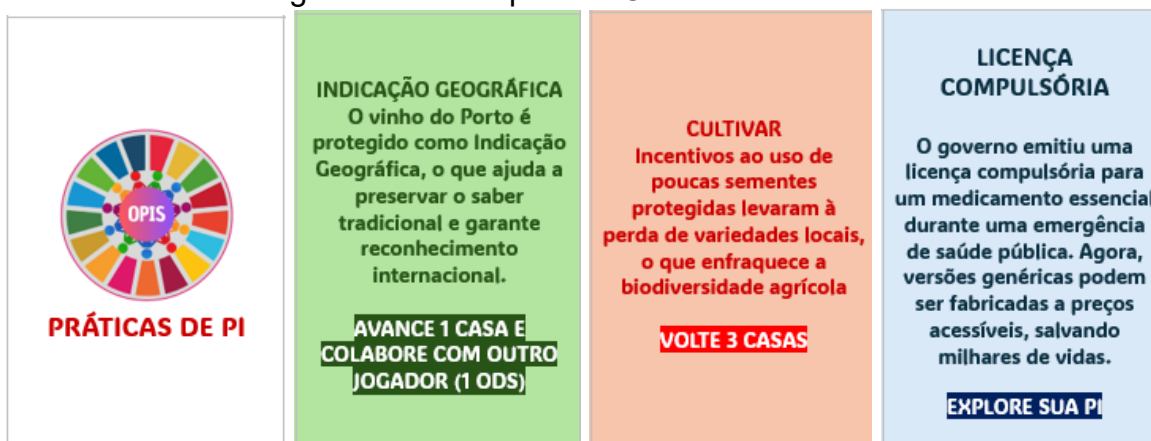 OPIS
PRÁTICAS DE PI
INDICAÇÃO GEOGRÁFICA
O vinho do Porto é
protegido como Indicação
Geográfica, o que ajuda a
preservar o saber
tradicional e garante
reconhecimento
internacional.
AVANCE 1 CASA E
COLABORE COM OUTRO
JOGADOR (1 ODS)
CULTIVAR
Incentivos ao uso de
poucas sementes
protegidas levaram à
perda de variedades locais,
o que enfraquece a
biodiversidade agrícola
VOLTE 3 CASAS
LICENÇA
COMPULSÓRIA
O governo emitiu uma
licença compulsória para
um medicamento essencial
durante uma emergência
de saúde pública. Agora,
versões genéricas podem
ser fabricadas a preços
acessíveis, salvando
milhares de vidas.
EXPLORE SUA PI